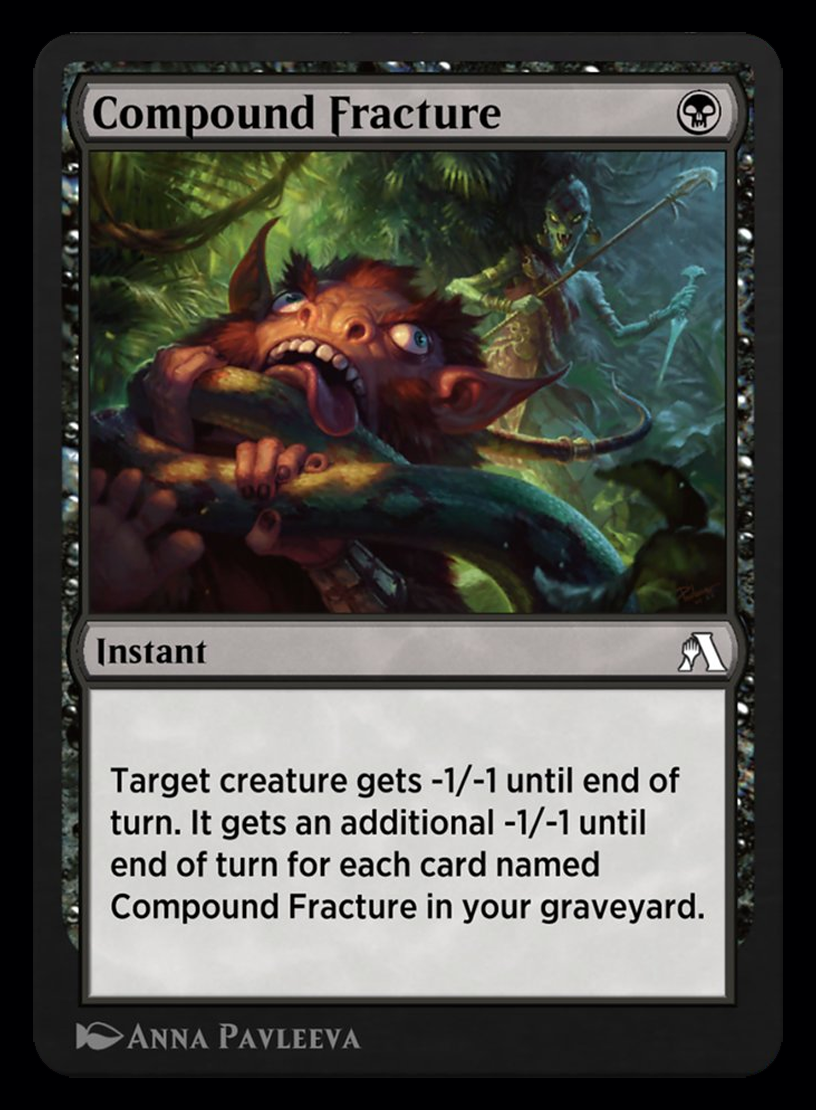 Compound Fracture
Instant
Target creature gets -1/-1 until end of
turn. It gets an additional -1/-1 until
end of turn for each card named
Compound Fracture in your graveyard.
Anna Pavleeva